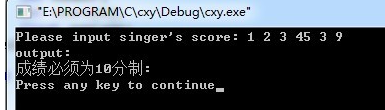 "E:\PROGRAM\C\cxy\Debug\cxy.exe"
Please input singer's score: 1 2 3 45 3 9
output:
成绩必须为10分制:
Press any key to continue